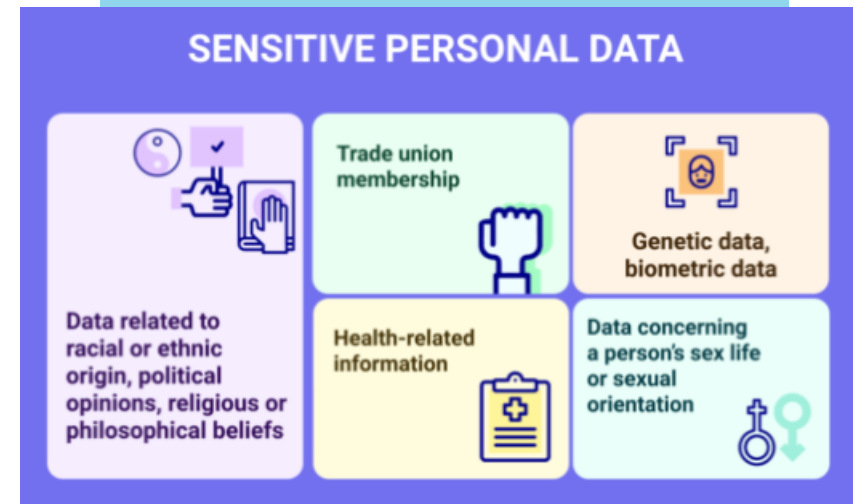 SENSITIVE PERSONAL DATA
Data related to
racial or ethnic
origin, political
opinions, religious or
philosophical beliefs
Trade union
membership
Genetic data,
biometric data
Health-related
information
Data concerning
a person's sex life
or sexual
orientation